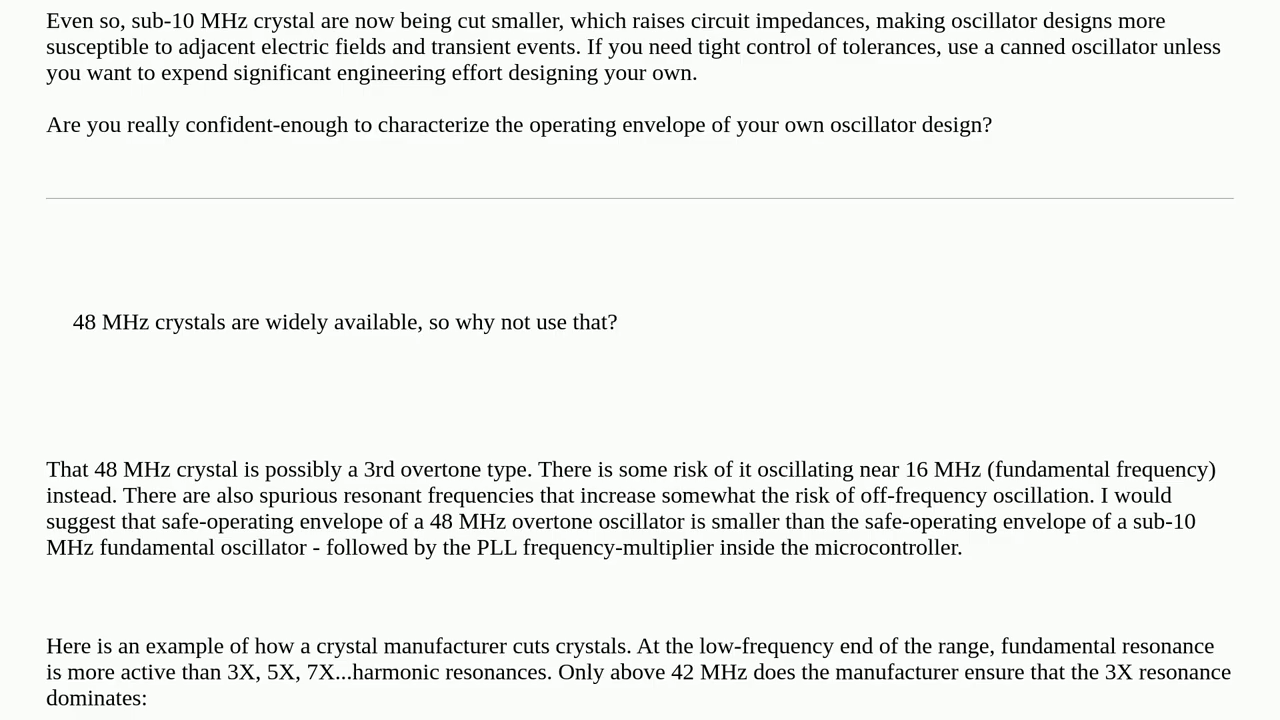 Even so, sub-10 MHz crystal are now being cut smaller, which raises circuit impedances, making oscillator designs more
susceptible to adjacent electric fields and transient events. If you need tight control of tolerances, use a canned oscillator unless
you want to expend significant engineering effort designing your own.
Are you really confident-enough to characterize the operating envelope of your own oscillator design?
48 MHz crystals are widely available, so why not use that?
That 48 MHz crystal is possibly a 3rd overtone type. There is some risk of it oscillating near 16 MHz (fundamental frequency)
instead. There are also spurious resonant frequencies that increase somewhat the risk of off-frequency oscillation. I would
suggest that safe-operating envelope of a 48 MHz overtone oscillator is smaller than the safe-operating envelope of a sub-10
MHz fundamental oscillator - followed by the PLL frequency-multiplier inside the microcontroller.
Here is an example of how a crystal manufacturer cuts crystals. At the low-frequency end of the range, fundamental resonance
is more active than 3X, 5X, 7X...harmonic resonances. Only above 42 MHz does the manufacturer ensure that the 3X resonance
dominates: